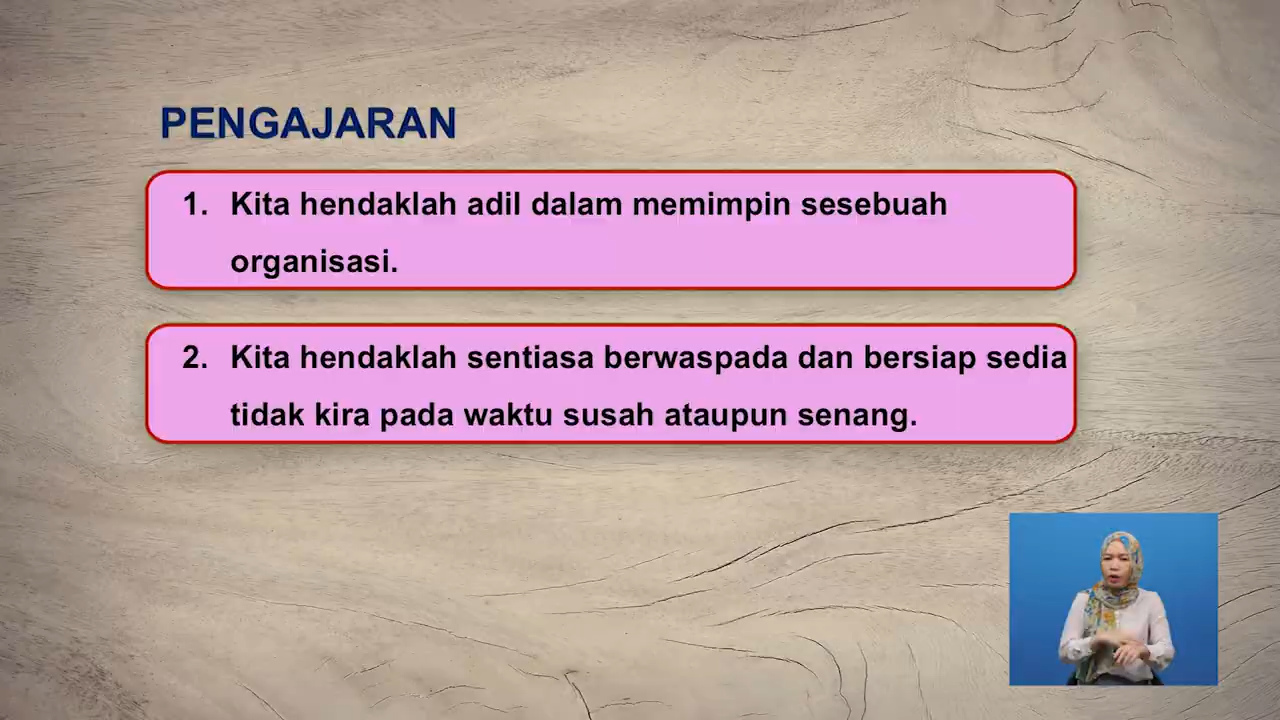 PENGAJARAN
1. Kita hendaklah adil dalam memimpin sesebuah
organisasi.
2. Kita hendaklah sentiasa berwaspada dan bersiap sedia
tidak kira pada waktu susah ataupun senang.